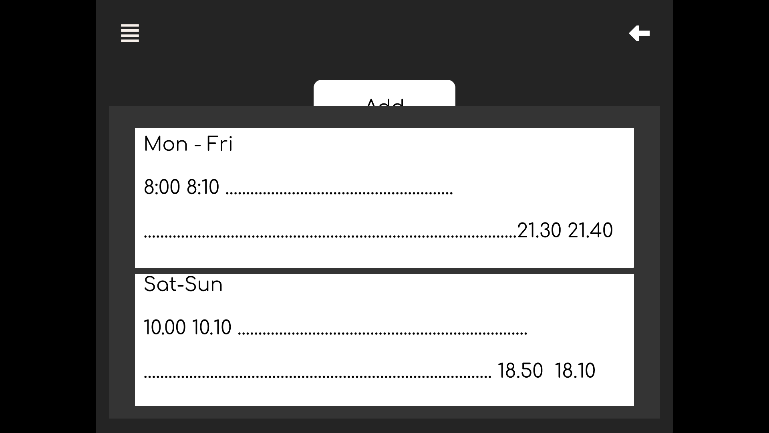 Add
Mon - Fri
8:00 8:10 .......................................................
..........................................................................................21.30 21.40
Sat-Sun
10.00 10.10 ......................................................................
.................................................................................... 18.50 18.10